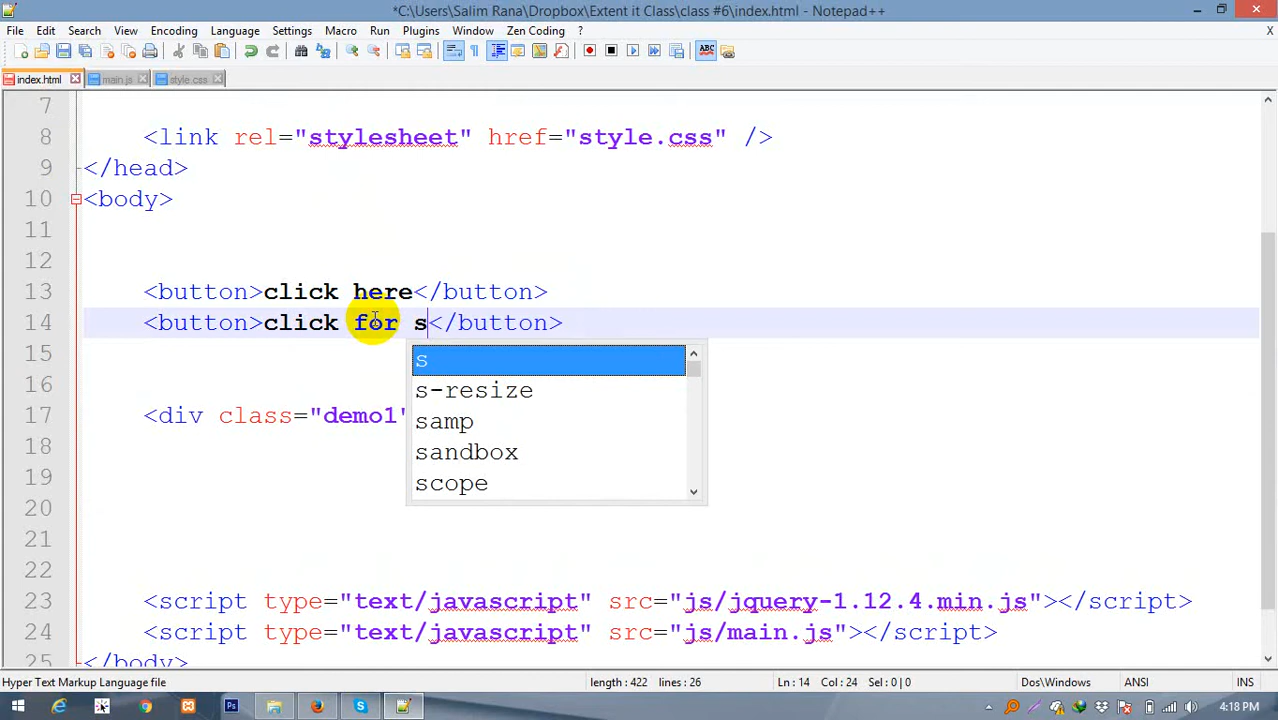 *C:\Users\Salim Rana\Dropbox\Extent it Class\class #6\index.html - Notepad++
File Edit Search View Encoding Language Settings Macro Run Plugins Window Zen Coding ? X
index.html main.js style.css
7
8 <link rel="stylesheet" href="style.css" />
9 </head>
10 <body>
11
12
13 <button>click here</button>
14 <button>click for s</button>
15
16
17 <div class="demo1"
18
19
20
21
22
23 <script type="text/javascript" src="js/jquery-1.12.4.min.js"></script>
24 <script type="text/javascript" src="js/main.js"></script>
25 </body>
s
s-resize
samp
sandbox
scope
Hyper Text Markup Language file length : 422 lines : 26 Ln : 14 Col : 24 Sel : 0 | 0 Dos\Windows ANSI INS
4:18 PM